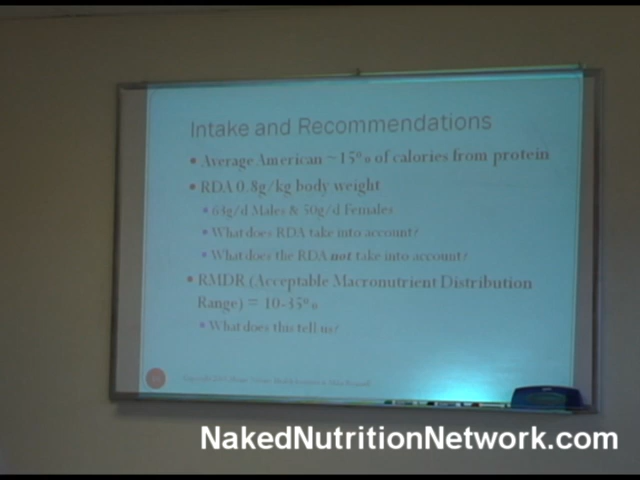 Intake and Recommendations
• Average American ~15% of calories from protein
• RDA 0.8g/kg body weight
• 63g/d Males & 50g/d Females
• What does RDA take into account?
• What does the RDA not take into account?
• RMDR (Acceptable Macronutrient Distribution
Range) = 10-35%
• What does this tell us?
NakedNutritionNetwork.com